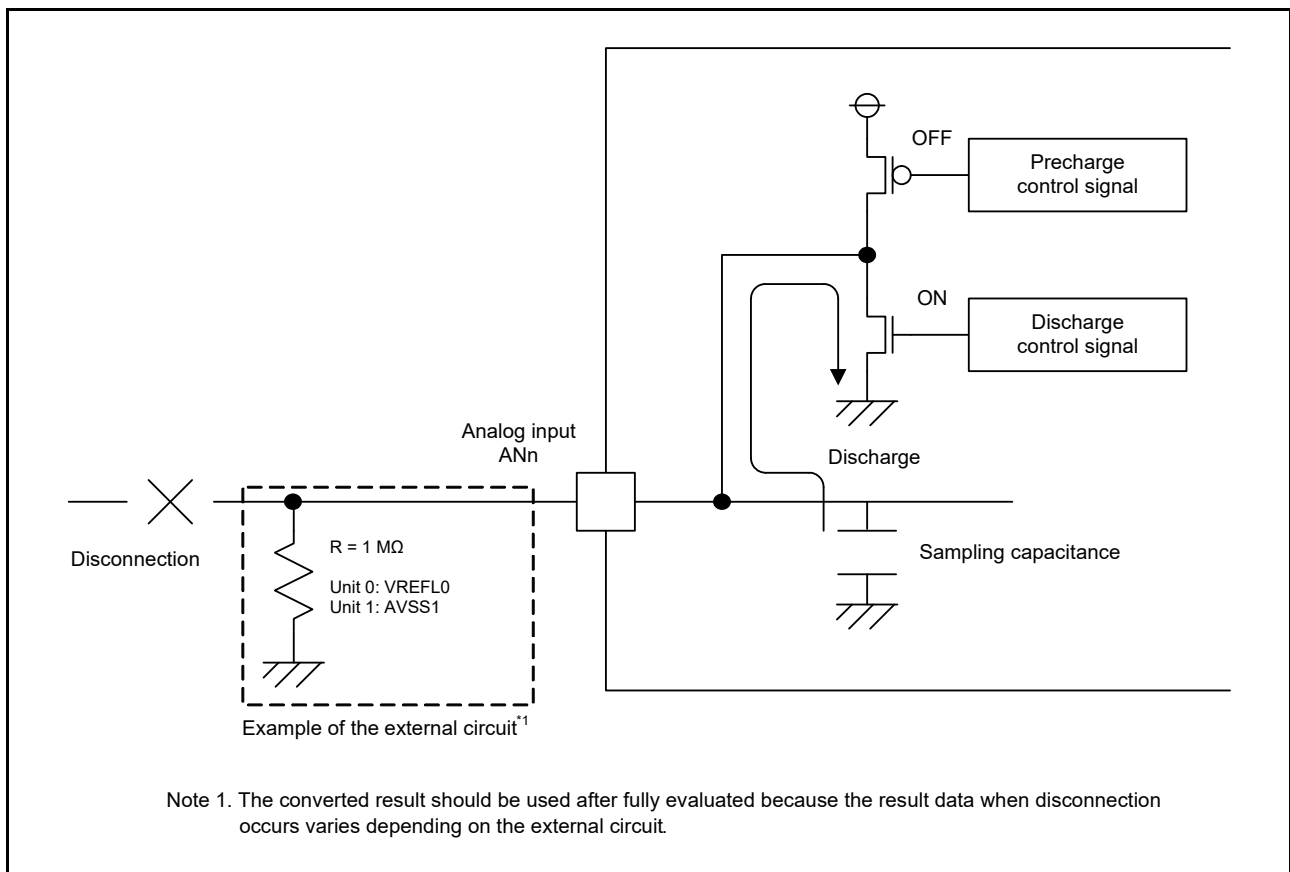 OFF
Precharge
control signal
ON
Discharge
control signal
Analog input
ANn
Discharge
Disconnection
R = 1 MΩ
Unit 0: VREFL0
Unit 1: AVSS1
Sampling capacitance
Example of the external circuit*1
Note 1. The converted result should be used after fully evaluated because the result data when disconnection
occurs varies depending on the external circuit.